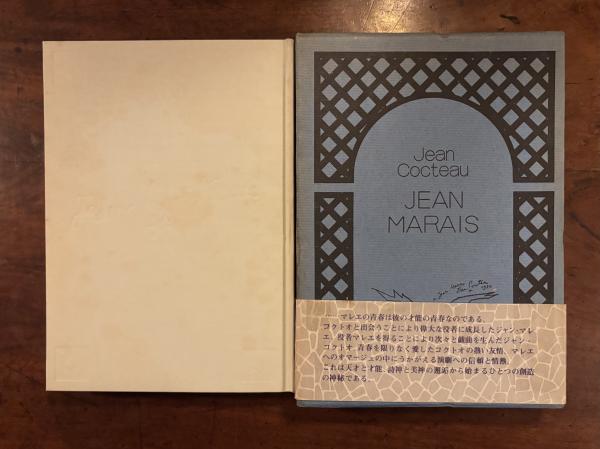 Jean
Cocteau
JEAN
MARAIS
マレエの青春は彼の才能の青春なのである。
コクトオと出会うことにより偉大な役者に成長したジャン・マレ
エ、役者マレエを得ることにより次々と戯曲を生んだジャン・
コクトオ。青春を限りなく愛したコクトオの熱い友情、マレエ
へのオマージュの中にうかがえる演劇への信頼と情熱。
これは天才と才能、詩神と美神の邂逅から始まるひとつの創造
の神秘である。